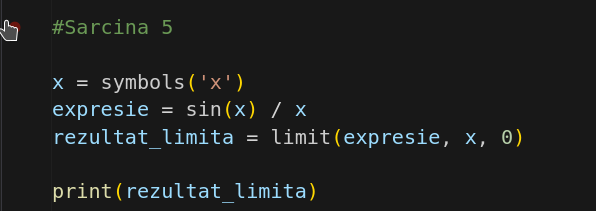 #Sarcina 5
x = symbols('x')
expresie = sin(x) / x
rezultat_limita = limit(expresie, x, 0)
print(rezultat_limita)